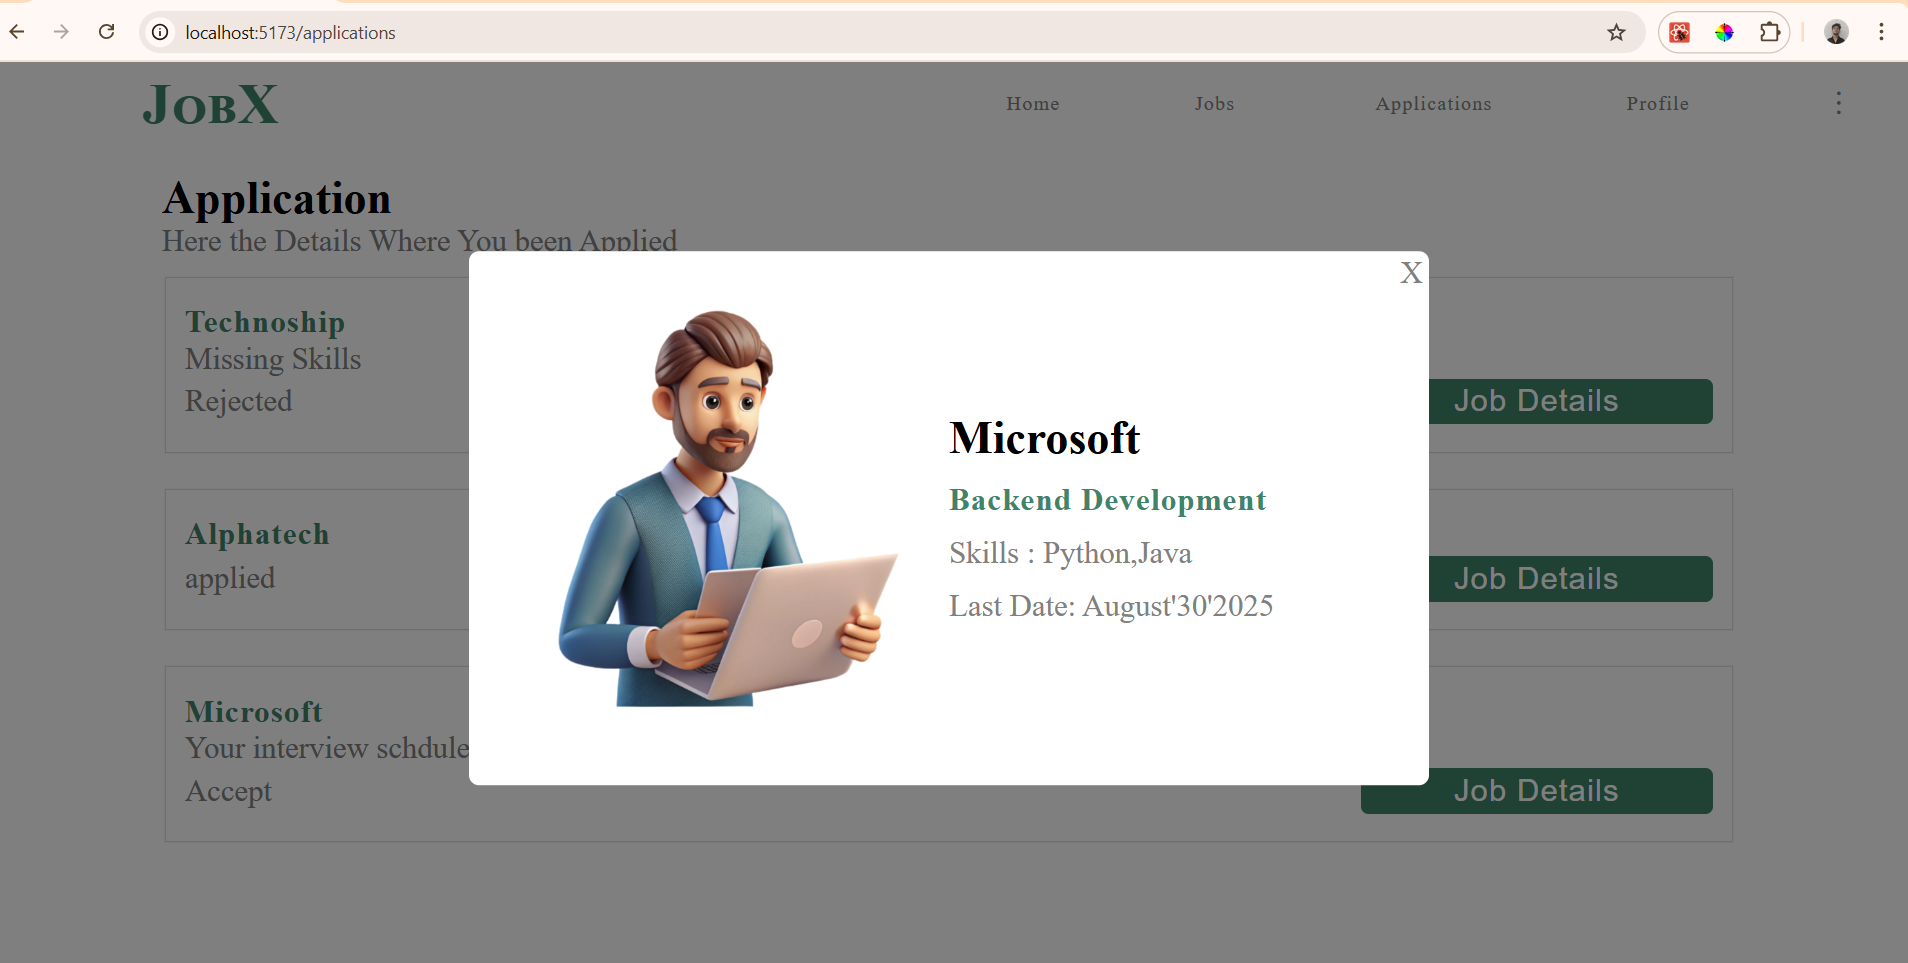 localhost:5173/applications
JobX
Home Jobs Applications Profile
Application
Here the Details Where You been Applied
X
Technoship
Missing Skills
Rejected
Job Details
Microsoft
Backend Development
Skills : Python,Java
Last Date: August'30'2025
Alphatech
applied
Job Details
Microsoft
Your interview schdule
Accept
Job Details